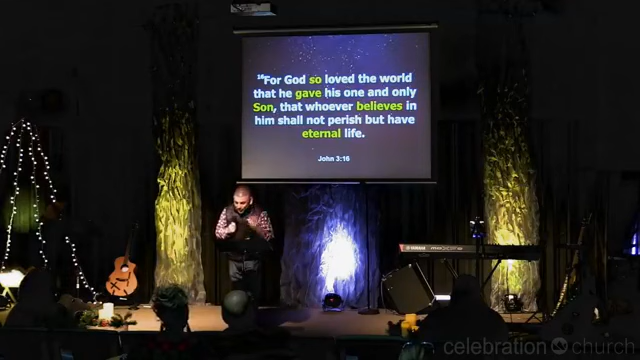 ¹⁶For God so loved the world
that he gave his one and only
Son, that whoever believes in
him shall not perish but have
eternal life.
John 3:16
celebration church